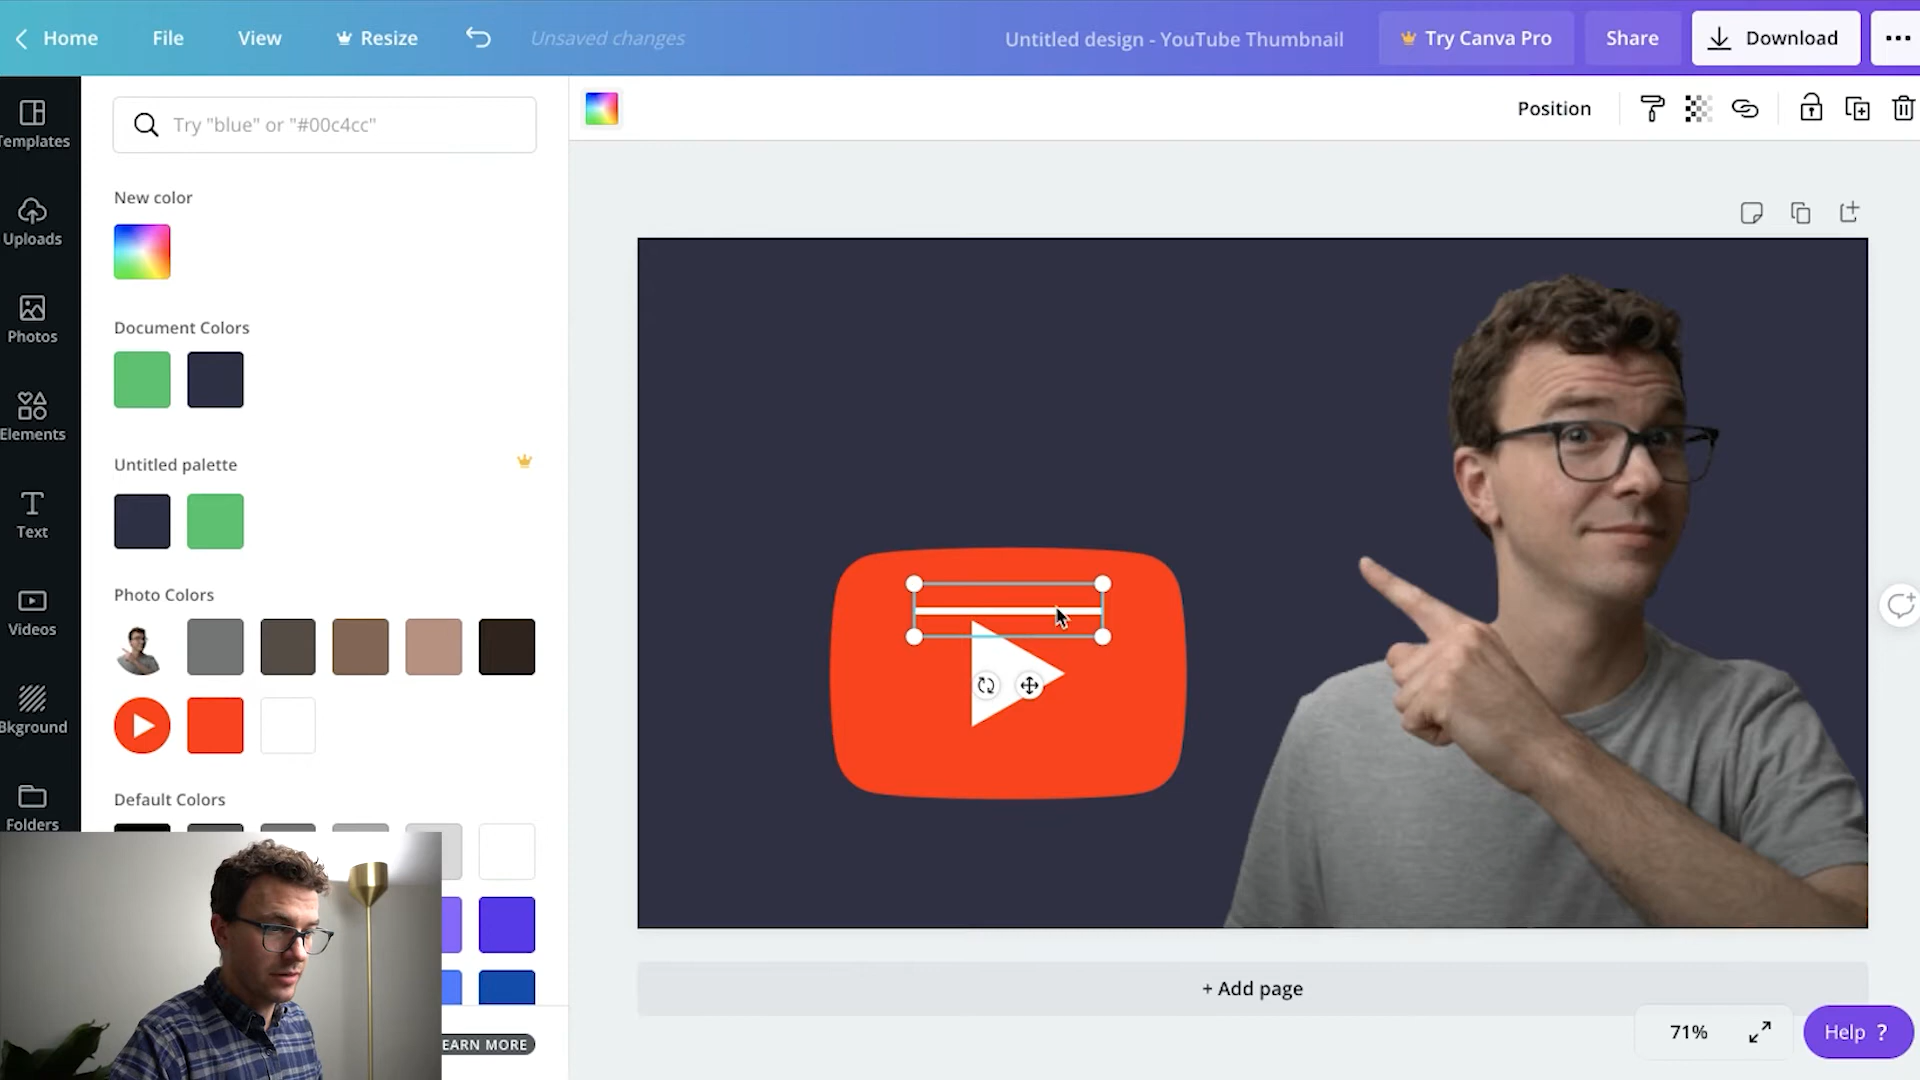 Home File View Resize Unsaved changes Untitled design - YouTube Thumbnail Try Canva Pro Share Download
Position
Try "blue" or "#00c4cc"
New color
Document Colors
Untitled palette
Photo Colors
Default Colors
EARN MORE
Templates
Uploads
Photos
Elements
Text
Videos
Bkground
Folders
+ Add page
71%
Help ?